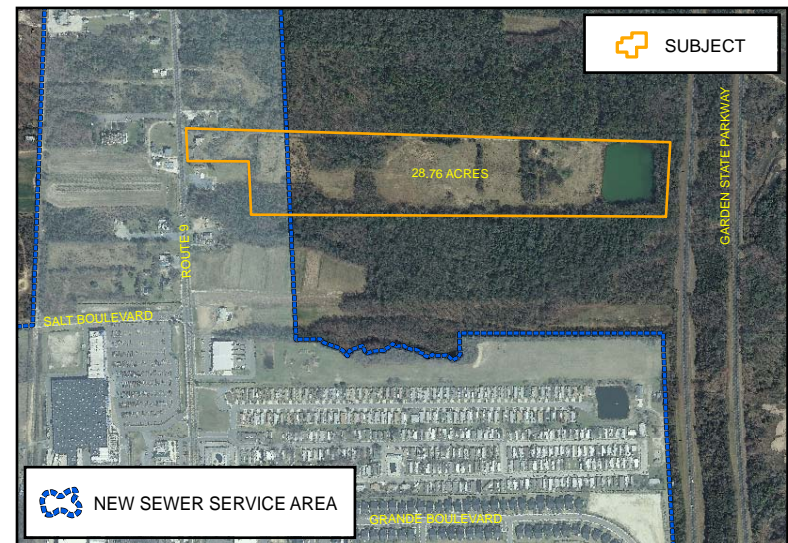 SUBJECT
GARDEN STATE PARKWAY
28.76 ACRES
ROUTE 9
SALT BOULEVARD
NEW SEWER SERVICE AREA
GRANDE BOULEVARD